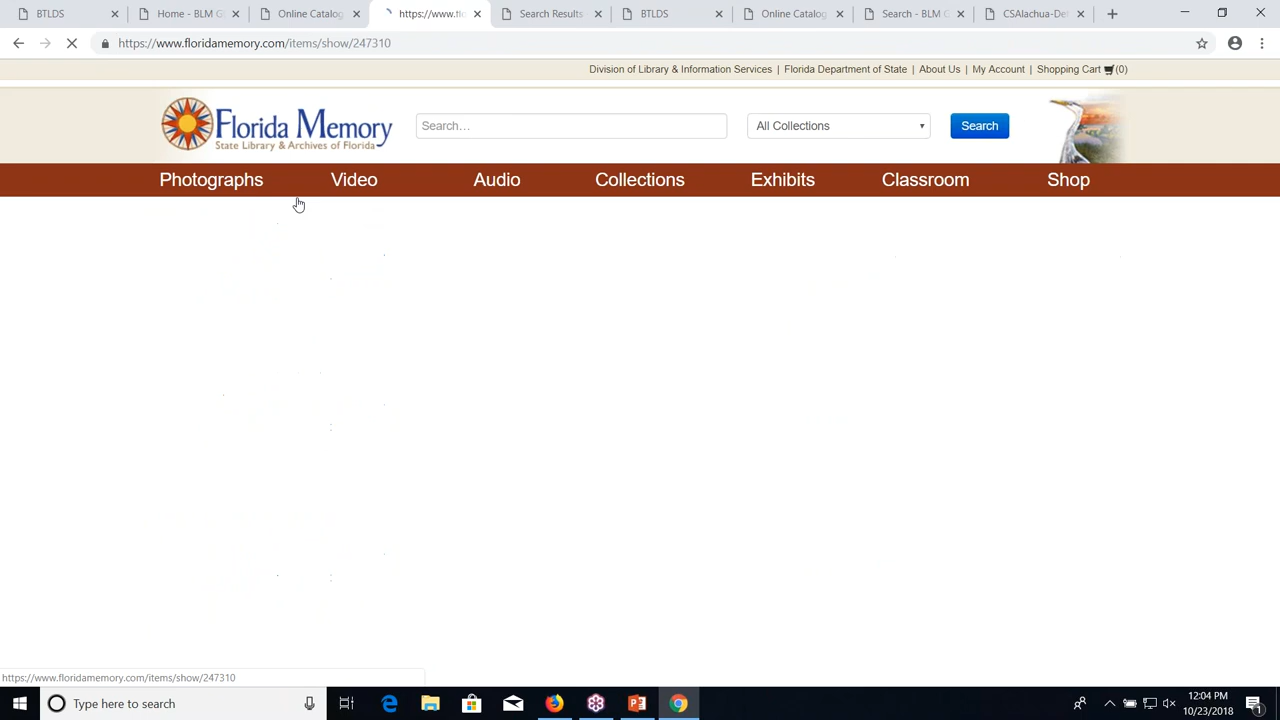 BTLDS
Home - BLM G
Online Catalog
https://www.fl
Search Results
BTLDS
Online Catalog
Search - BLM G
CSAlachua-De
https://www.floridamemory.com/items/show/247310
Division of Library & Information Services | Florida Department of State | About Us | My Account | Shopping Cart (0)
Florida Memory
State Library & Archives of Florida
Search...
All Collections
Search
Photographs
Video
Audio
Collections
Exhibits
Classroom
Shop
https://www.floridamemory.com/items/show/247310
Type here to search
12:04 PM
10/23/2018
1